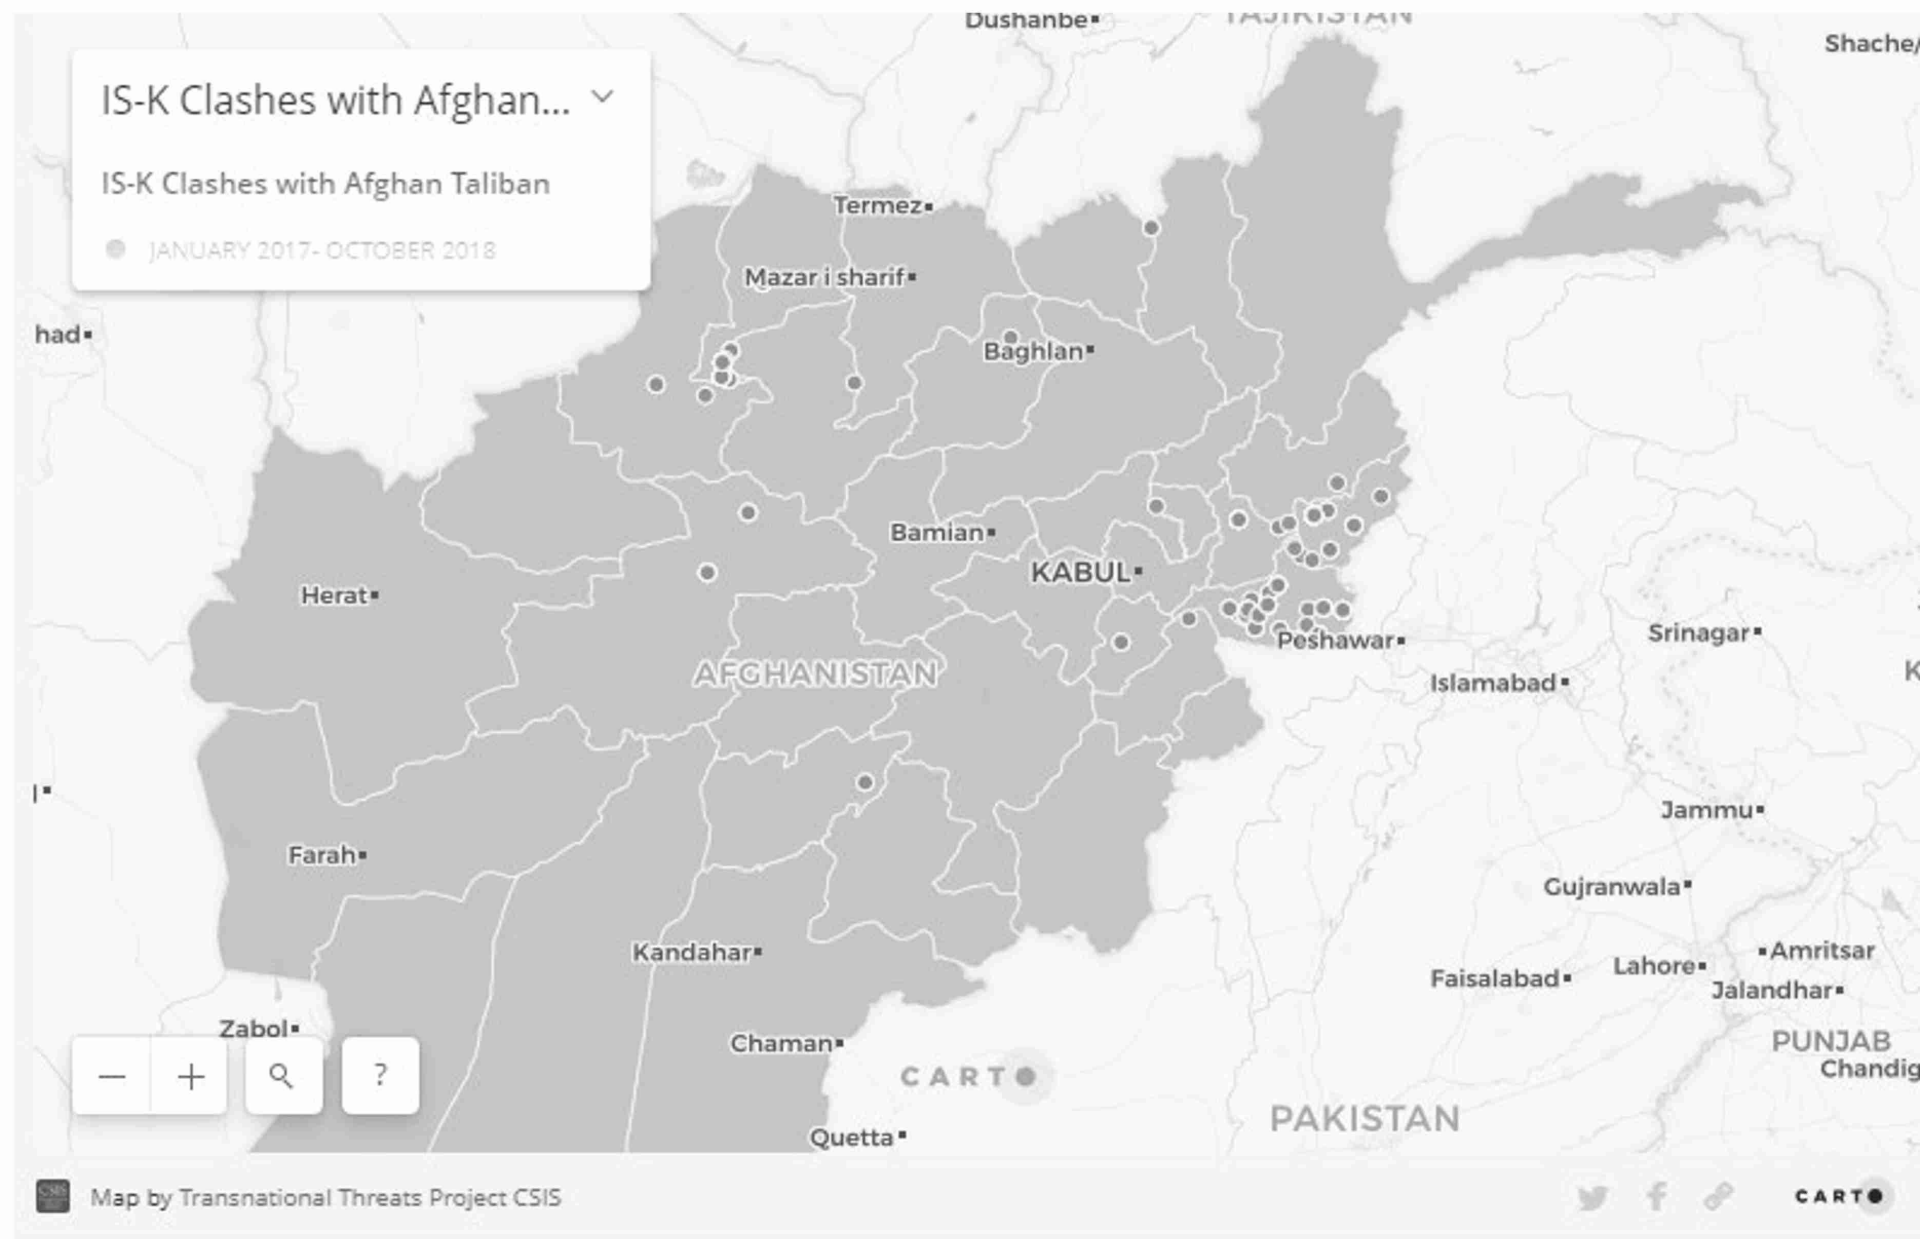 Dushanbe
TAJIKISTAN
Shache/
IS-K Clashes with Afghan...
IS-K Clashes with Afghan Taliban
JANUARY 2017- OCTOBER 2018
Termez
Mazar i sharif
had
Baghlan
Bamian
KABUL
Herat
Peshawar
Srinagar
AFGHANISTAN
Islamabad
K
Jammu
Farah
Gujranwala
Kandahar
Amritsar
Lahore
Faisalabad
Jalandhar
Zabol
Chaman
PUNJAB
Chandig
CARTO
?
PAKISTAN
Quetta
CSIS
Map by Transnational Threats Project CSIS
CARTO